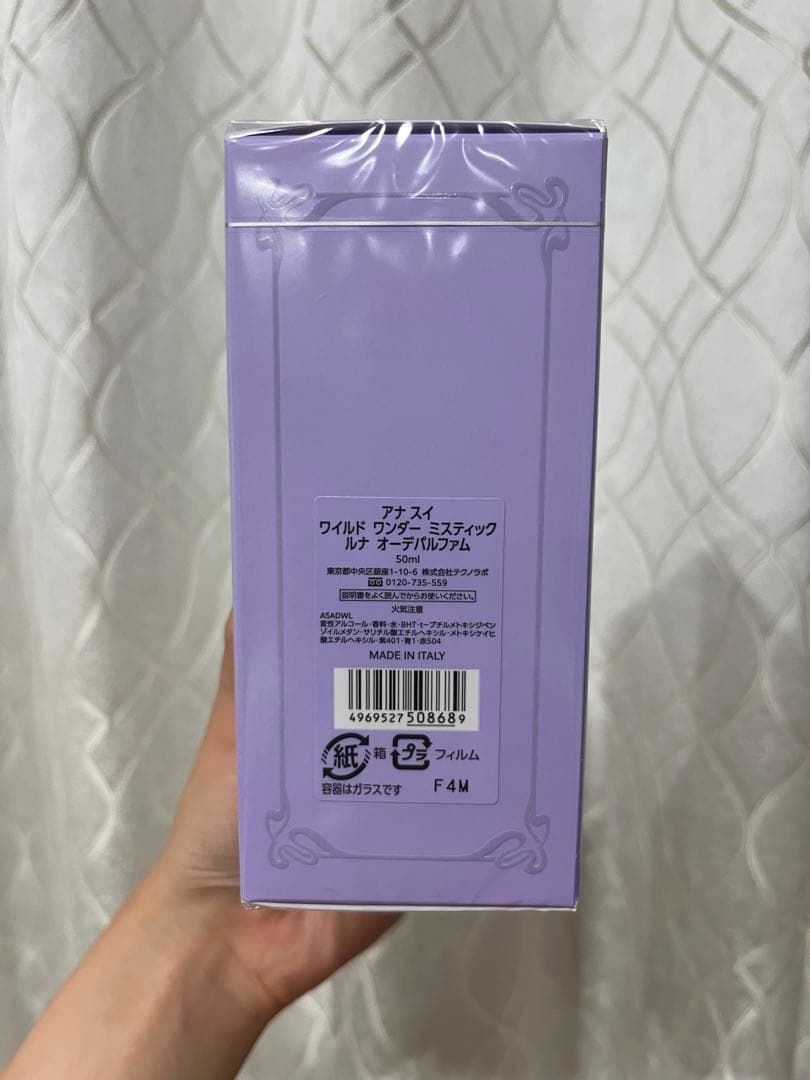 アナ スイ
ワイルド ワンダー ミスティック
ルナ オーデパルファム
50ml
東京都中央区銀座1-10-6 株式会社テクノラボ
0120-735-559
説明書をよく読んでからお使いください。
火気注意
ASADWL
変性アルコール・香料・水・BHT・t-ブチルメトキシジベン
ゾイルメタン・サリチル酸エチルヘキシル・メトキシケイヒ
酸エチルヘキシル・紫401・青1・赤504
MADE IN ITALY
4969527508689
紙 箱 プラ フィルム
容器はガラスです F4M